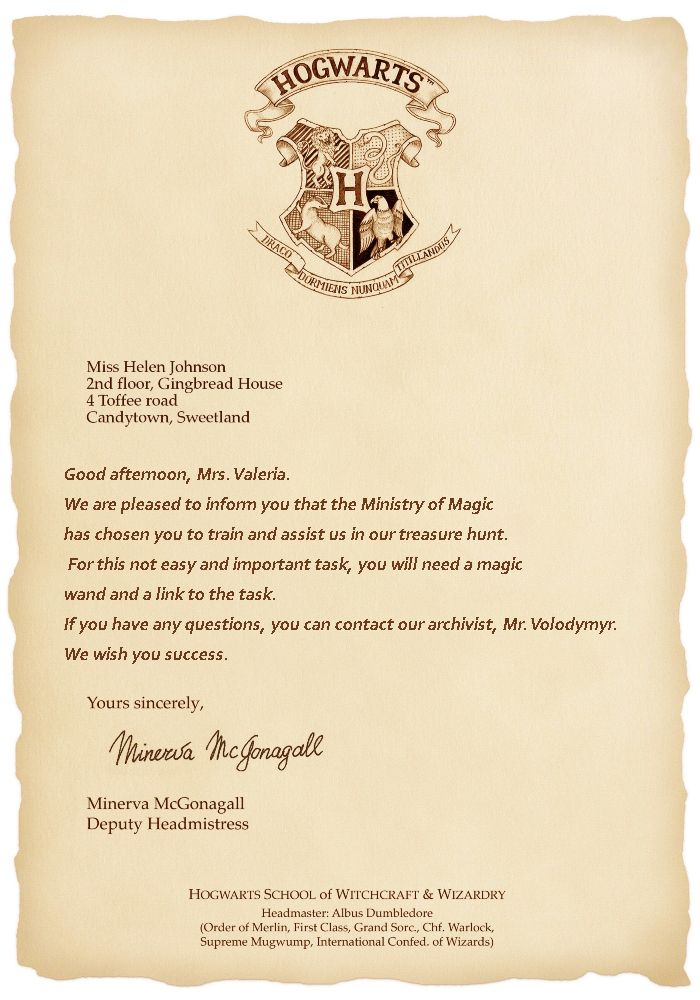 HOGWARTS™
H
DRACO DORMIENS NUNQUAM TITILLANDUS
Miss Helen Johnson
2nd floor, Gingbread House
4 Toffee road
Candytown, Sweetland
Good afternoon, Mrs. Valeria.
We are pleased to inform you that the Ministry of Magic
has chosen you to train and assist us in our treasure hunt.
For this not easy and important task, you will need a magic
wand and a link to the task.
If you have any questions, you can contact our archivist, Mr. Volodymyr.
We wish you success.
Yours sincerely,
Minerva McGonagall
Minerva McGonagall
Deputy Headmistress
HOGWARTS SCHOOL of WITCHCRAFT & WIZARDRY
Headmaster: Albus Dumbledore
(Order of Merlin, First Class, Grand Sorc., Chf. Warlock,
Supreme Mugwump, International Confed. of Wizards)